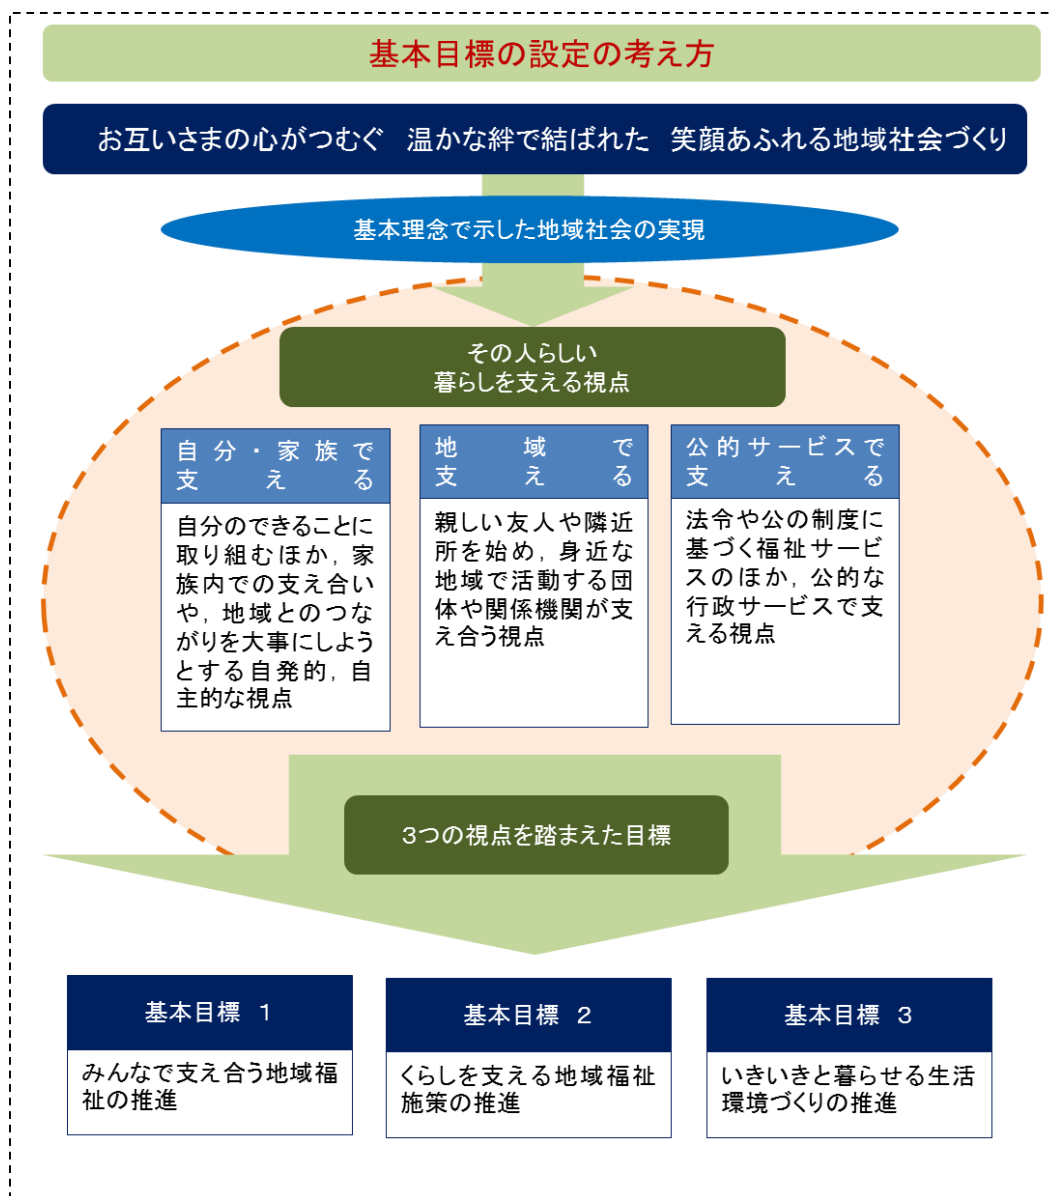 基本目標の設定の考え方
お互いさまの心がつむぐ　温かな絆で結ばれた　笑顔あふれる地域社会づくり
基本理念で示した地域社会の実現
その人らしい
暮らしを支える視点
自分・家族で
支える
自分のできることに
取り組むほか，家
族内での支え合い
や，地域とのつな
がりを大事にしよう
とする自発的，自
主的な視点
地域で
支える
親しい友人や隣近
所を始め，身近な
地域で活動する団
体や関係機関が支
え合う視点
公的サービスで
支える
法令や公の制度に
基づく福祉サービ
スのほか，公的な
行政サービスで支
える視点
３つの視点を踏まえた目標
基本目標　１
みんなで支え合う地域福
祉の推進
基本目標　２
くらしを支える地域福祉
施策の推進
基本目標　３
いきいきと暮らせる生活
環境づくりの推進